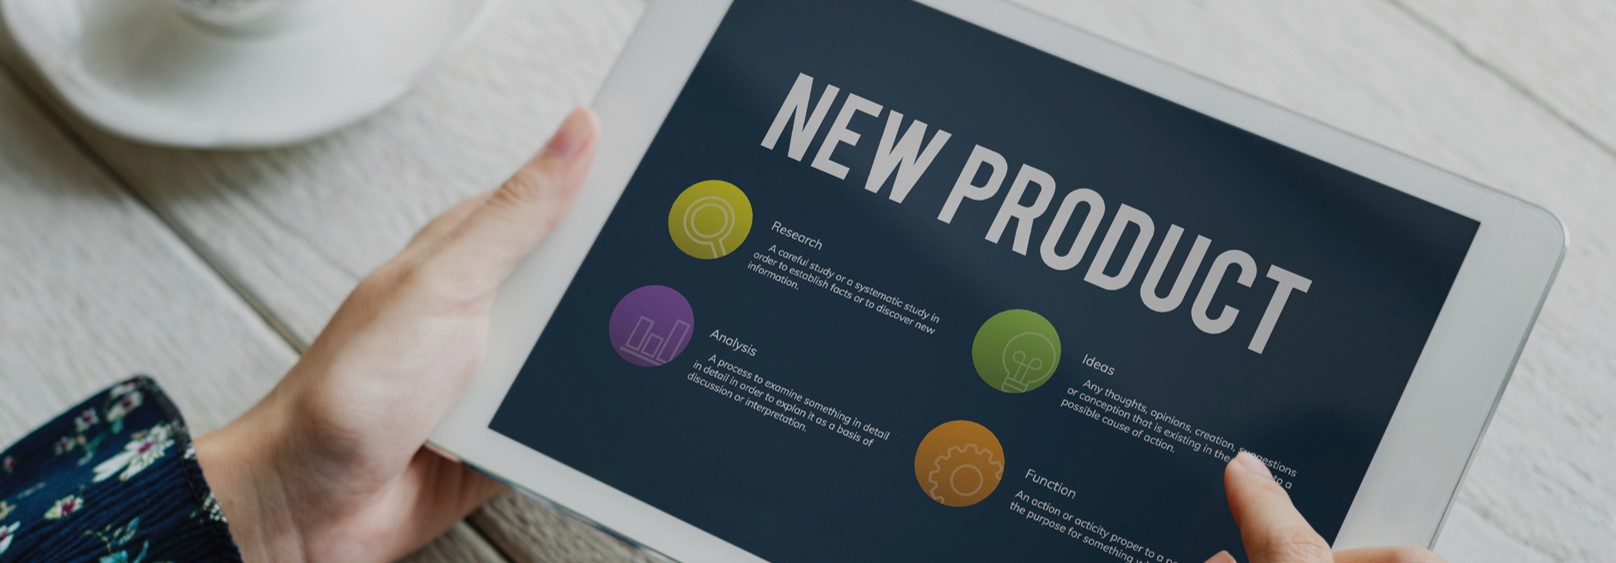 NEW PRODUCT
Research
A careful study or a systematic study in
order to establish facts or to discover new
information.
Analysis
A process to examine something in detail
in detail in order to explan it as a basis of
discussion or interpretation.
Ideas
Any thoughts, opinions, creation,
or conception that is existing in the to a
possible cause of action.
Function
An action or acticity proper to a
the purpose for something